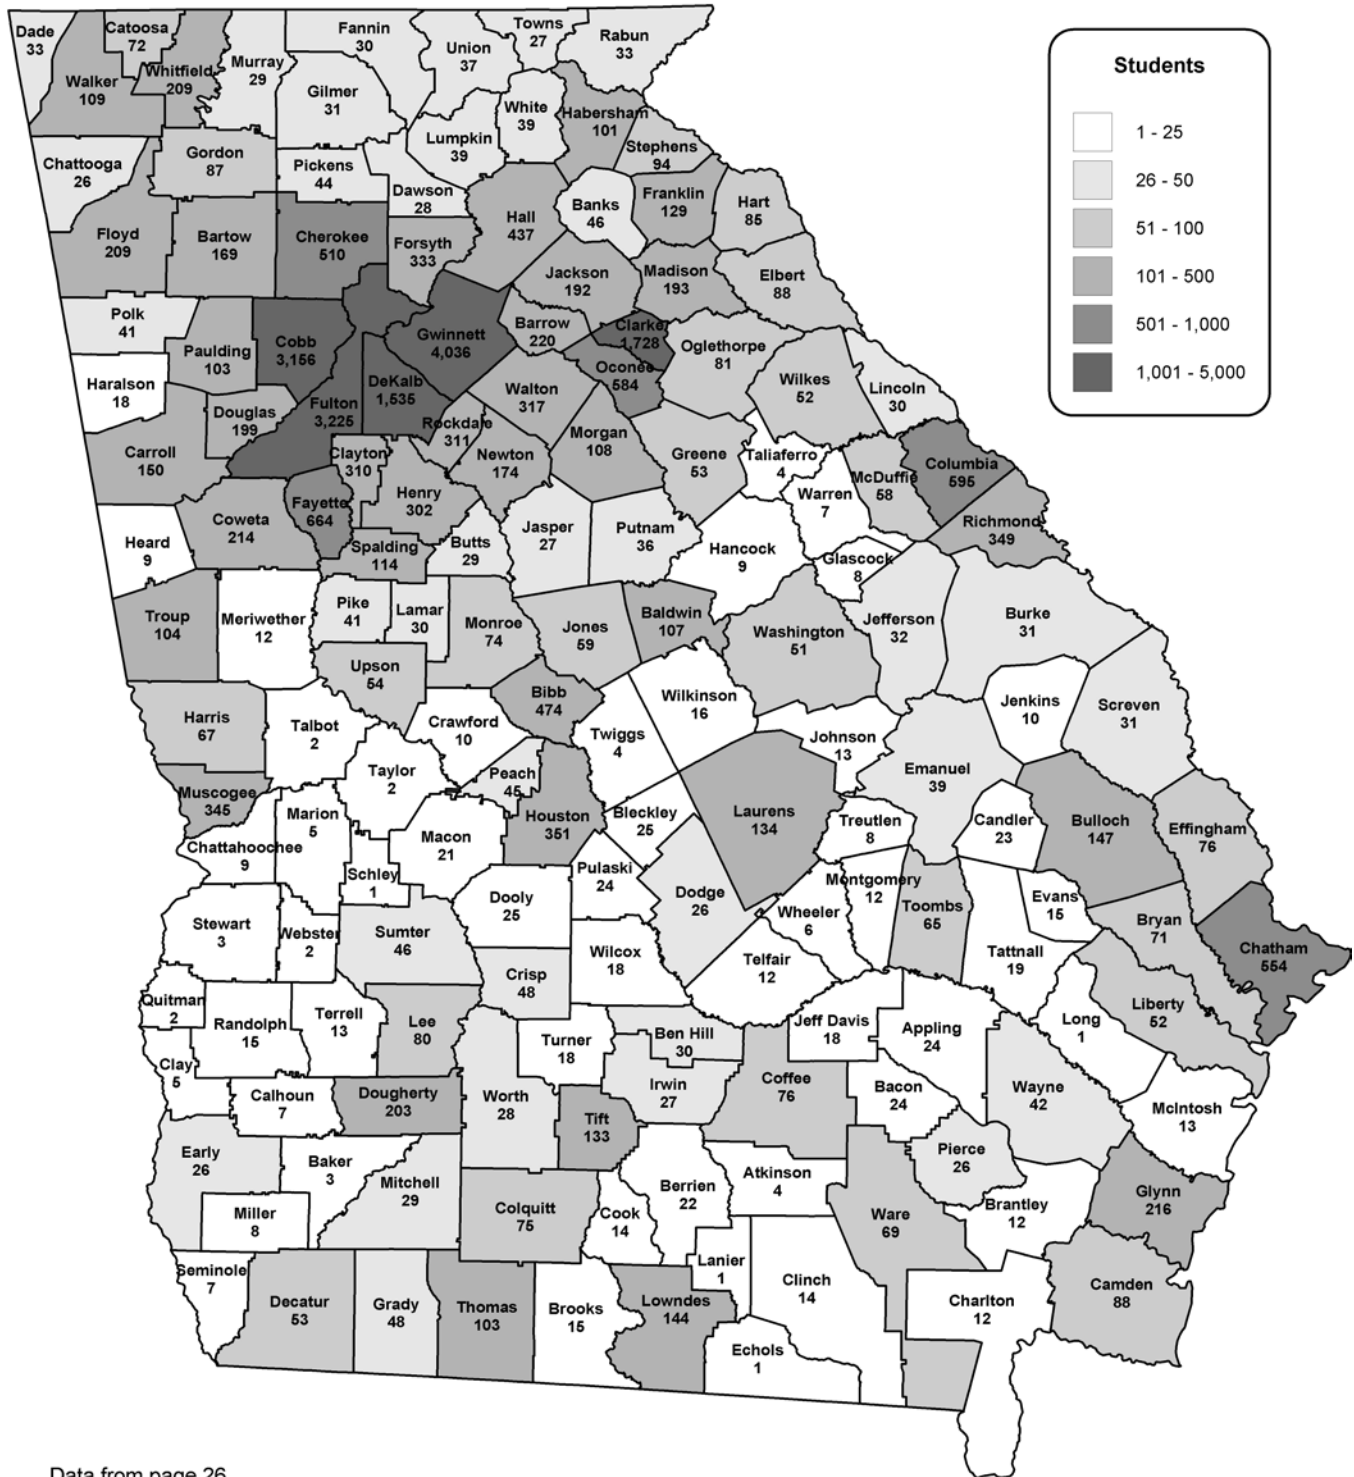 Students
1 - 25
26 - 50
51 - 100
101 - 500
501 - 1,000
1,001 - 5,000
Dade
33
Catoosa
72
Walker
109
Whitfield
209
Murray
29
Fannin
30
Gilmer
31
Union
37
Towns
27
Rabun
33
White
39
Lumpkin
39
Habersham
101
Stephens
94
Chattooga
26
Gordon
87
Pickens
44
Dawson
28
Hall
437
Banks
46
Franklin
129
Hart
85
Floyd
209
Bartow
169
Cherokee
510
Forsyth
333
Jackson
192
Madison
193
Elbert
88
Polk
41
Paulding
103
Cobb
3,156
Gwinnett
4,036
Barrow
220
Clarke
1,728
Oconee
584
Oglethorpe
81
Wilkes
52
Lincoln
30
Haralson
18
Douglas
199
Fulton
3,225
DeKalb
1,535
Rockdale
311
Walton
317
Morgan
108
Greene
53
Taliaferro
4
McDuffie
58
Columbia
595
Carroll
150
Clayton
310
Newton
174
Warren
7
Richmond
349
Heard
9
Coweta
214
Fayette
664
Henry
302
Spalding
114
Butts
29
Jasper
27
Putnam
36
Hancock
9
Glascock
8
Troup
104
Meriwether
12
Pike
41
Lamar
30
Monroe
74
Jones
59
Baldwin
107
Washington
51
Jefferson
32
Burke
31
Upson
54
Harris
67
Talbot
2
Crawford
10
Bibb
474
Twiggs
4
Wilkinson
16
Johnson
13
Jenkins
10
Screven
31
Muscogee
345
Taylor
2
Peach
45
Houston
351
Bleckley
25
Laurens
134
Emanuel
39
Treutlen
8
Candler
23
Bulloch
147
Effingham
76
Chattahoochee
9
Marion
5
Macon
21
Schley
1
Pulaski
24
Dodge
26
Montgomery
12
Evans
15
Stewart
3
Webster
2
Sumter
46
Dooly
25
Wilcox
18
Wheeler
6
Toombs
65
Tattnall
19
Bryan
71
Chatham
554
Crisp
48
Telfair
12
Quitman
2
Randolph
15
Terrell
13
Lee
80
Turner
18
Ben Hill
30
Jeff Davis
18
Appling
24
Long
1
Liberty
52
Clay
5
Calhoun
7
Dougherty
203
Worth
28
Tift
133
Irwin
27
Coffee
76
Bacon
24
Wayne
42
McIntosh
13
Early
26
Baker
3
Mitchell
29
Miller
8
Colquitt
75
Cook
14
Berrien
22
Atkinson
4
Ware
69
Pierce
26
Brantley
12
Glynn
216
Seminole
7
Decatur
53
Grady
48
Thomas
103
Brooks
15
Lowndes
144
Lanier
1
Clinch
14
Echols
1
Charlton
12
Camden
88
Data from page 26